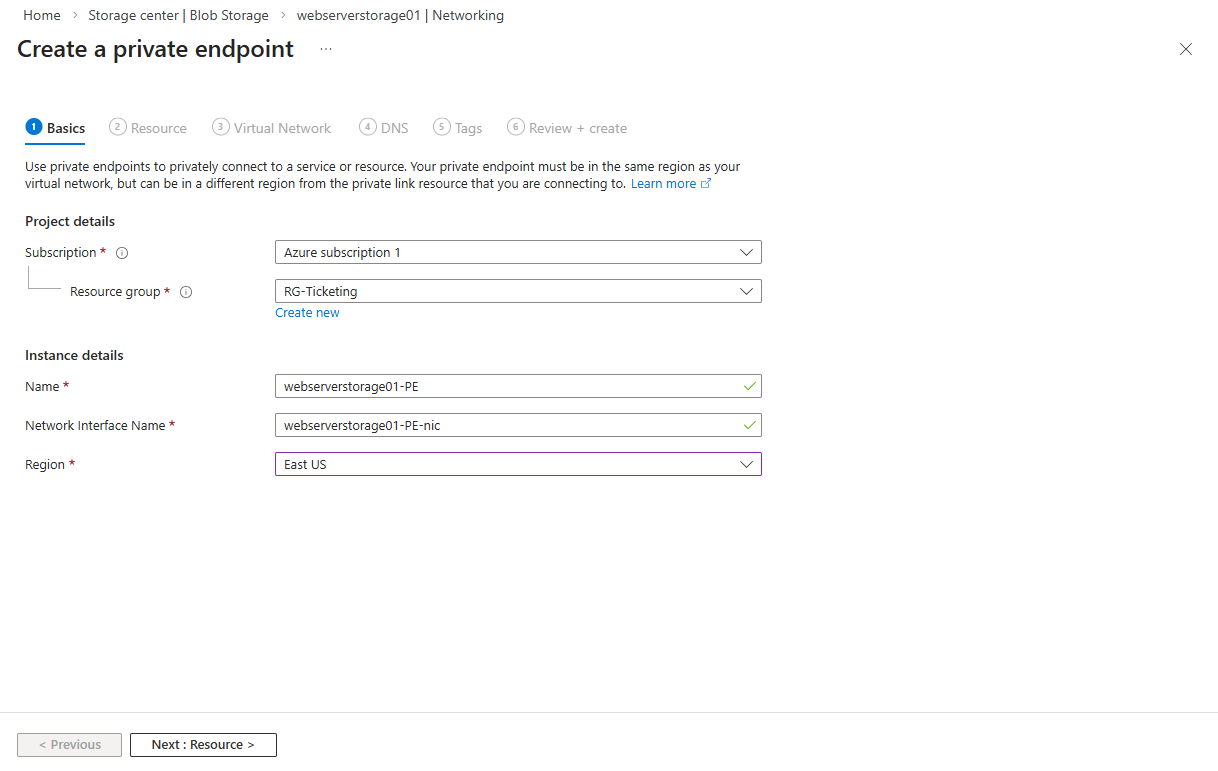 Home > Storage center | Blob Storage > webserverstorage01 | Networking
Create a private endpoint ...
1 Basics 2 Resource 3 Virtual Network 4 DNS 5 Tags 6 Review + create
Use private endpoints to privately connect to a service or resource. Your private endpoint must be in the same region as your
virtual network, but can be in a different region from the private link resource that you are connecting to. Learn more
Project details
Subscription * Azure subscription 1
Resource group * RG-Ticketing
Create new
Instance details
Name * webserverstorage01-PE
Network Interface Name * webserverstorage01-PE-nic
Region * East US
< Previous Next : Resource >